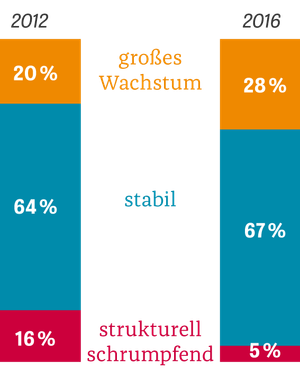 2012
2016
großes
Wachstum
20 %
28 %
64 %
stabil
67 %
16 %
strukturell
schrumpfend
5 %